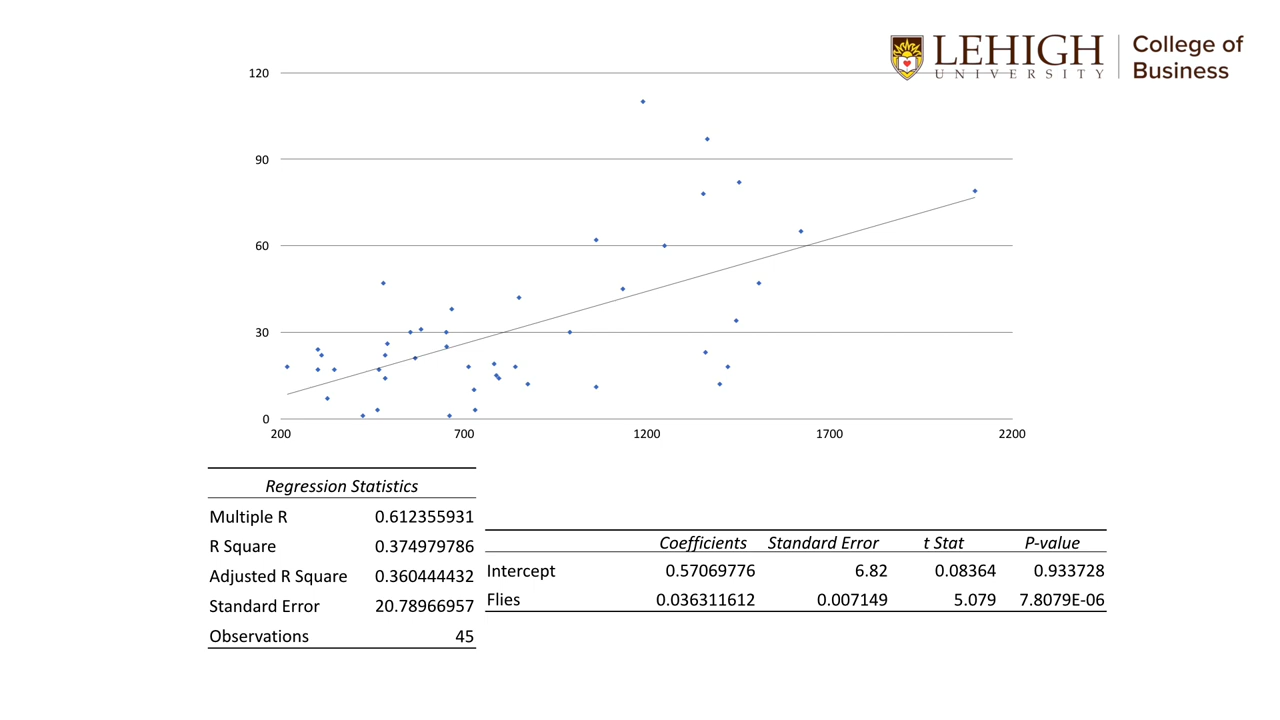 LEHIGH
UNIVERSITY
College of
Business
120
90
60
30
0
200 700 1200 1700 2200
Regression Statistics
Multiple R 0.612355931
R Square 0.374979786
Adjusted R Square 0.360444432
Standard Error 20.78966957
Observations 45
Coefficients Standard Error t Stat P-value
Intercept 0.57069776 6.82 0.08364 0.933728
Flies 0.036311612 0.007149 5.079 7.8079E-06